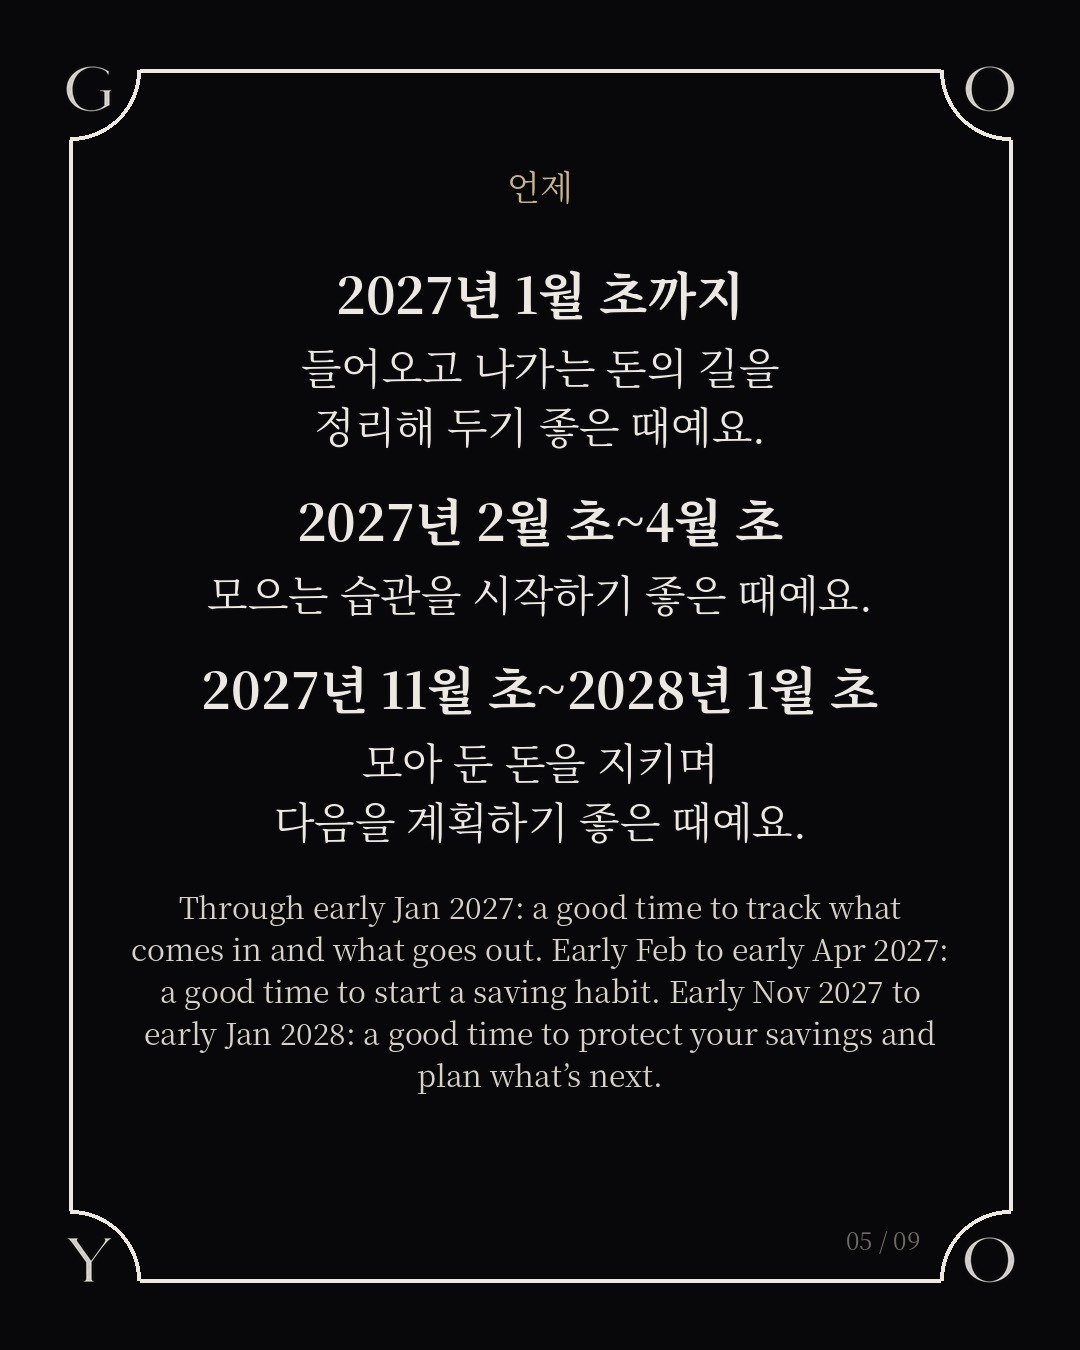 G O
언제
2027년 1월 초까지
들어오고 나가는 돈의 길을
정리해 두기 좋은 때예요.
2027년 2월 초~4월 초
모으는 습관을 시작하기 좋은 때예요.
2027년 11월 초~2028년 1월 초
모아 둔 돈을 지키며
다음을 계획하기 좋은 때예요.
Through early Jan 2027: a good time to track what
comes in and what goes out. Early Feb to early Apr 2027:
a good time to start a saving habit. Early Nov 2027 to
early Jan 2028: a good time to protect your savings and
plan what’s next.
05 / 09
Y O